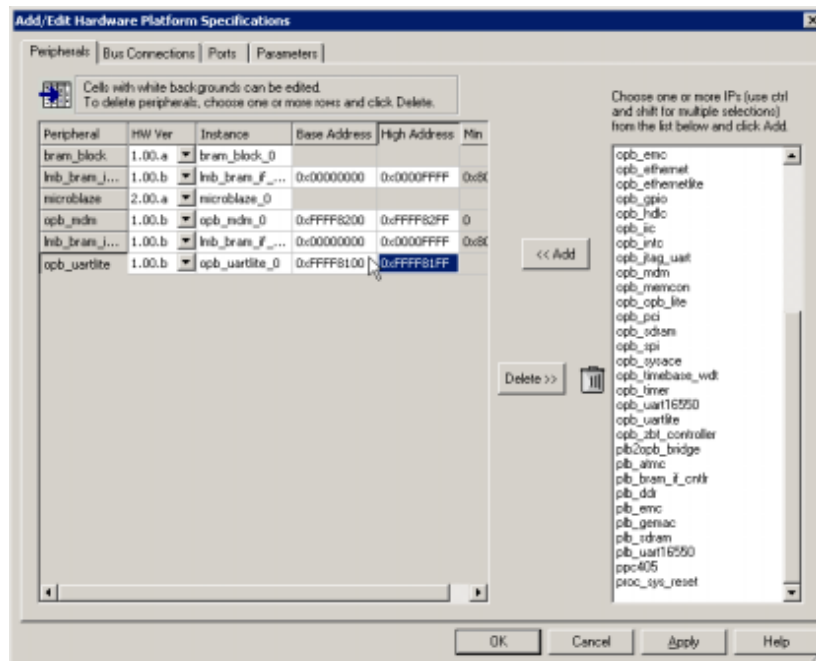 Add/Edit Hardware Platform Specifications
Peripherals Bus Connections Ports Parameters
Cells with white backgrounds can be edited.
To delete peripherals, choose one or more rows and click Delete.
Peripheral HW Ver Instance Base Address High Address Min
bram_block 1.00.a bram_block_0
lmb_bram_i... 1.00.b lmb_bram_if_... 0x00000000 0x0000FFFF 0x80
microblaze 2.00.a microblaze_0
opb_mdm 1.00.b opb_mdm_0 0xFFFF8200 0xFFFF82FF 0
lmb_bram_i... 1.00.b lmb_bram_if_... 0x00000000 0x0000FFFF 0x80
opb_uartlite 1.00.b opb_uartlite_0 0xFFFF8100 0xFFFF81FF
<< Add
Delete >>
Choose one or more IPs (use ctrl
and shift for multiple selections)
from the list below and click Add.
opb_emc
opb_ethernet
opb_ethernetlite
opb_gpio
opb_hdlc
opb_iic
opb_intc
opb_jtag_uart
opb_mdm
opb_memcon
opb_opb_lite
opb_pci
opb_sdram
opb_spi
opb_sysace
opb_timebase_wdt
opb_timer
opb_uart16550
opb_uartlite
opb_zbt_controller
plb2opb_bridge
plb_atmc
plb_bram_if_cntlr
plb_ddr
plb_emc
plb_gemac
plb_sdram
plb_uart16550
ppc405
proc_sys_reset
OK Cancel Apply Help